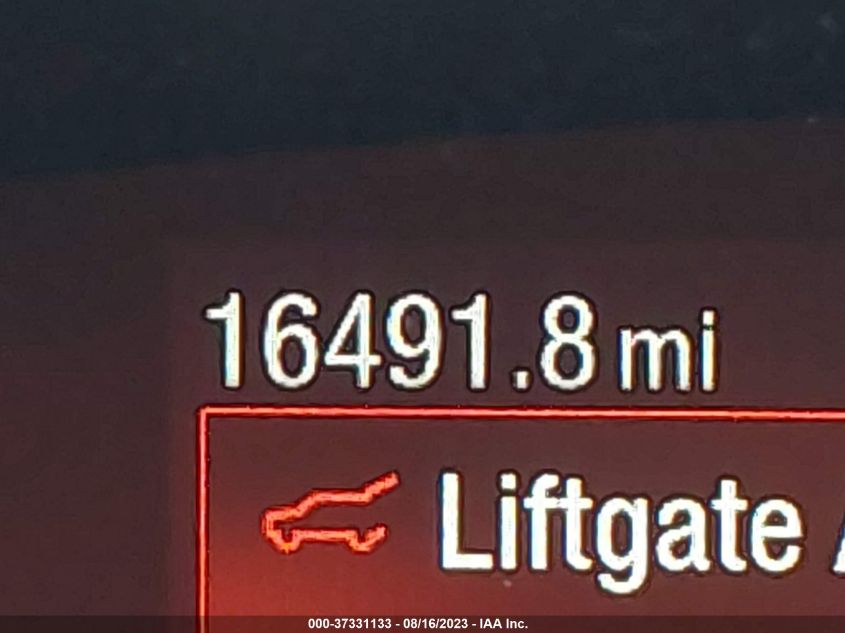 16491.8 mi
Liftgate
000-37331133 - 08/16/2023 - IAA Inc.